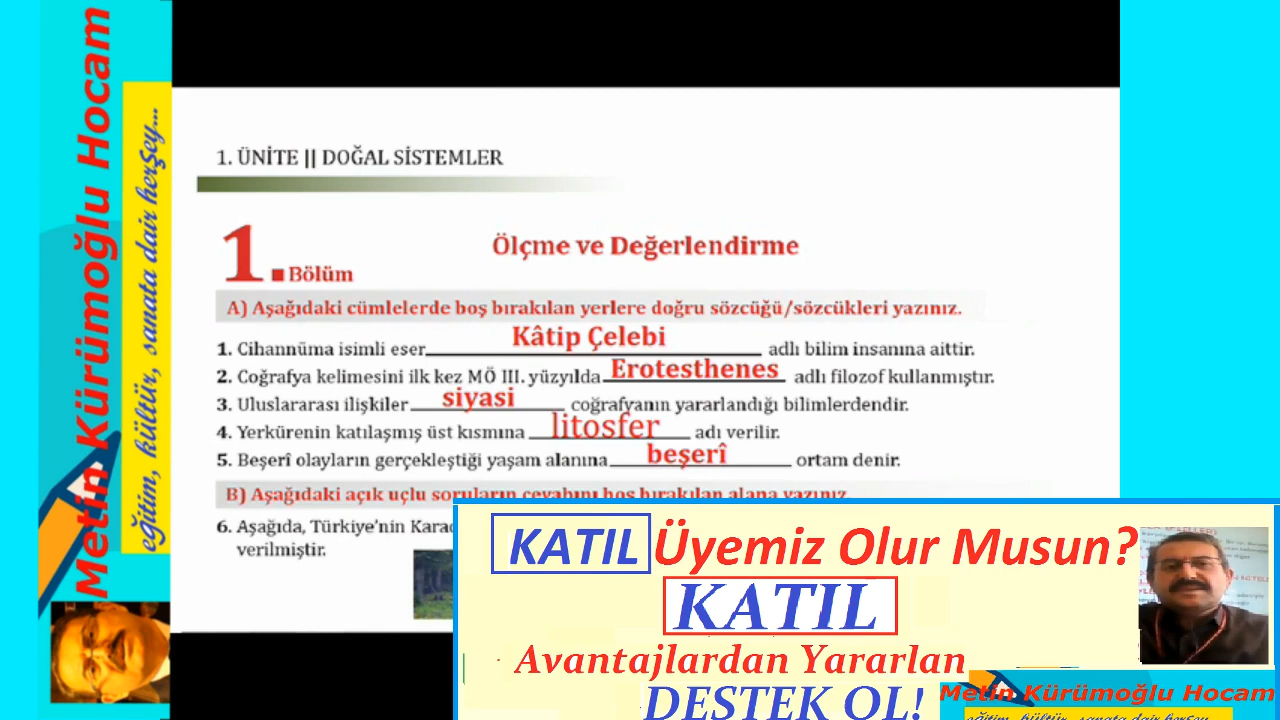 Metin Kürümoğlu Hocam
eğitim, kültür, sanata dair herşey...
1. ÜNİTE || DOĞAL SİSTEMLER
1. Bölüm
Ölçme ve Değerlendirme
A) Aşağıdaki cümlelerde boş bırakılan yerlere doğru sözcüğü/sözcükleri yazınız.
1. Cihannüma isimli eser Kâtip Çelebi adlı bilim insanına aittir.
2. Coğrafya kelimesini ilk kez MÖ III. yüzyılda Erotesthenes adlı filozof kullanmıştır.
3. Uluslararası ilişkiler siyasi coğrafyanın yararlandığı bilimlerdendir.
4. Yerkürenin katılaşmış üst kısmına litosfer adı verilir.
5. Beşerî olayların gerçekleştiği yaşam alanına beşerî ortam denir.
B) Aşağıdaki açık uçlu soruların cevabını boş bırakılan alana yazınız.
6. Aşağıda, Türkiye'nin Karad
verilmiştir.
KATIL Üyemiz Olur Musun?
KATIL
Avantajlardan Yararlan
DESTEK OL!
Metin Kürümoğlu Hocam
eğitim, kültür, sanata dair herşey...